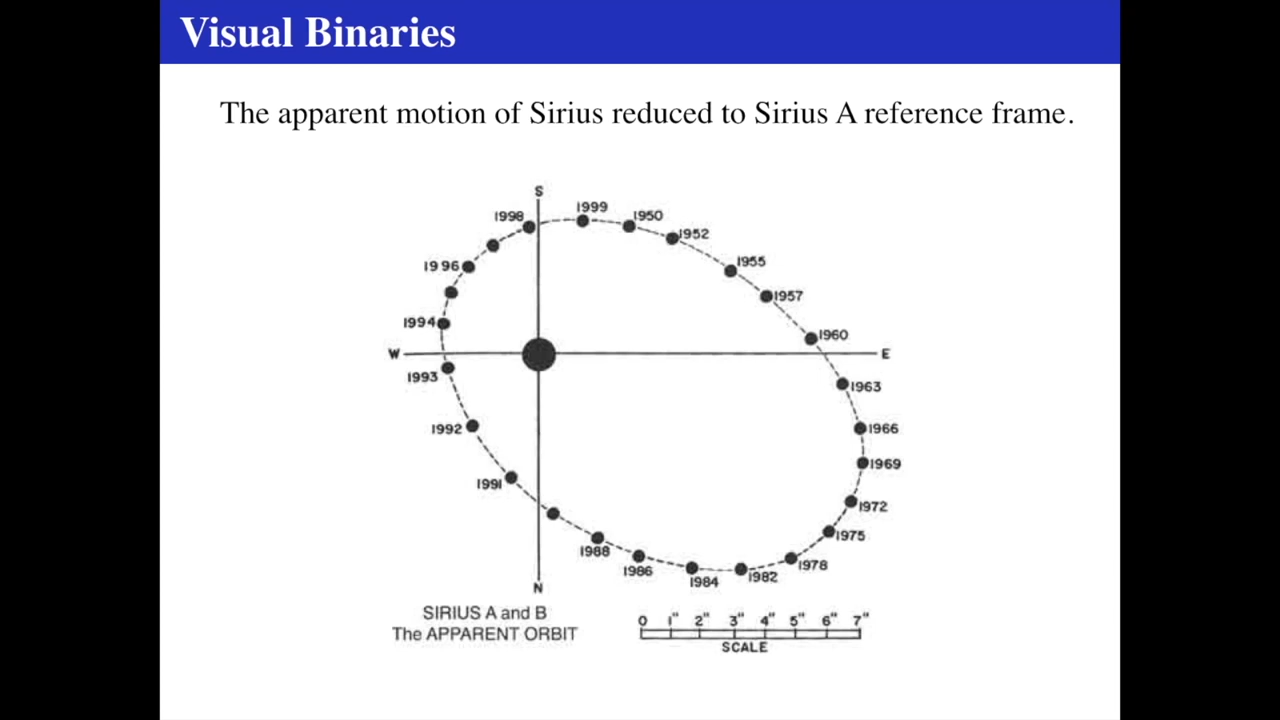 Visual Binaries
The apparent motion of Sirius reduced to Sirius A reference frame.
S
1998
1999
1950
1952
1996
1955
1957
1994
1960
W
E
1993
1963
1992
1966
1969
1991
1972
1975
1988
1986
1978
1984
1982
N
SIRIUS A and B
The APPARENT ORBIT
0 1" 2" 3" 4" 5" 6" 7"
SCALE